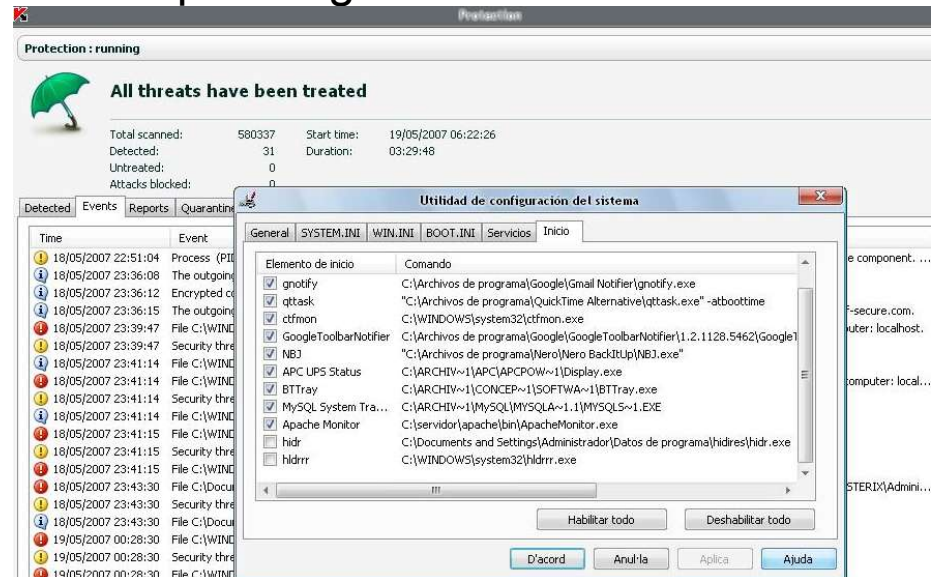 Protection
Protection : running
All threats have been treated
Total scanned: 580337 Start time: 19/05/2007 06:22:26
Detected: 31 Duration: 03:29:48
Untreated: 0
Attacks blocked: 0
Detected Events Reports Quarantine
Time Event
18/05/2007 22:51:04 Process (PID
e component. ...
18/05/2007 23:36:08 The outgoing
18/05/2007 23:36:12 Encrypted
18/05/2007 23:36:15 The outgoing
f-secure.com.
18/05/2007 23:39:47 File C:\WIND
uter: localhost.
18/05/2007 23:39:47 Security thre
18/05/2007 23:41:14 File C:\WIND
18/05/2007 23:41:14 File C:\WIND
omputer: local...
18/05/2007 23:41:14 Security thre
18/05/2007 23:41:14 File C:\WIND
18/05/2007 23:41:15 File C:\WIND
18/05/2007 23:41:15 Security thre
18/05/2007 23:41:15 File C:\WIND
18/05/2007 23:43:30 File C:\Docu
STERIX\Admini...
18/05/2007 23:43:30 Security thre
18/05/2007 23:43:30 File C:\Docu
19/05/2007 00:28:30 File C:\WIND
19/05/2007 00:28:30 Security thre
19/05/2007 00:28:30 File C:\WIND
Utilidad de configuración del sistema
General SYSTEM.INI WIN.INI BOOT.INI Servicios Inicio
Elemento de inicio Comando
gnotify C:\Archivos de programa\Google\Gmail Notifier\gnotify.exe
qttask "C:\Archivos de programa\QuickTime Alternative\qttask.exe" -atboottime
ctfmon C:\WINDOWS\system32\ctfmon.exe
GoogleToolbarNotifier C:\Archivos de programa\Google\GoogleToolbarNotifier\1.2.1128.5462\GoogleT
NBJ "C:\Archivos de programa\Nero\Nero BackItUp\NBJ.exe"
APC UPS Status C:\ARCHIV~1\APC\APCPOW~1\Display.exe
BTTray C:\ARCHIV~1\CONCEP~1\SOFTWA~1\BTTray.exe
MySQL System Tra... C:\ARCHIV~1\MySQL\MYSQLA~1.1\MYSQLS~1.EXE
Apache Monitor C:\servidor\apache\bin\ApacheMonitor.exe
hidr C:\Documents and Settings\Administrador\Datos de programa\hidires\hidr.exe
hldrrr C:\WINDOWS\system32\hldrrr.exe
Habilitar todo Deshabilitar todo
D'acord Anul·la Aplica Ajuda